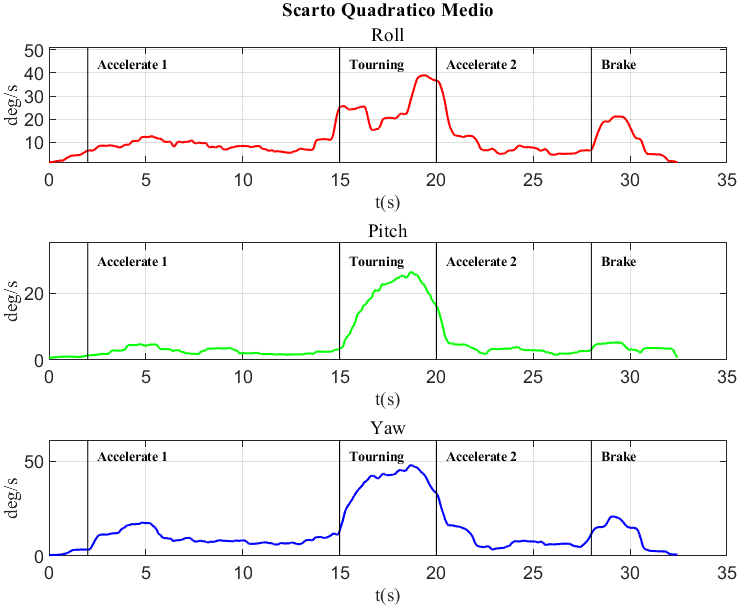 Scarto Quadratico Medio
Roll
50
40
30
20
10
deg/s
Accelerate 1
Tourning
Accelerate 2
Brake
0 5 10 15 20 25 30 35
t(s)
Pitch
20
0
deg/s
Accelerate 1
Tourning
Accelerate 2
Brake
0 5 10 15 20 25 30 35
t(s)
Yaw
50
0
deg/s
Accelerate 1
Tourning
Accelerate 2
Brake
0 5 10 15 20 25 30 35
t(s)